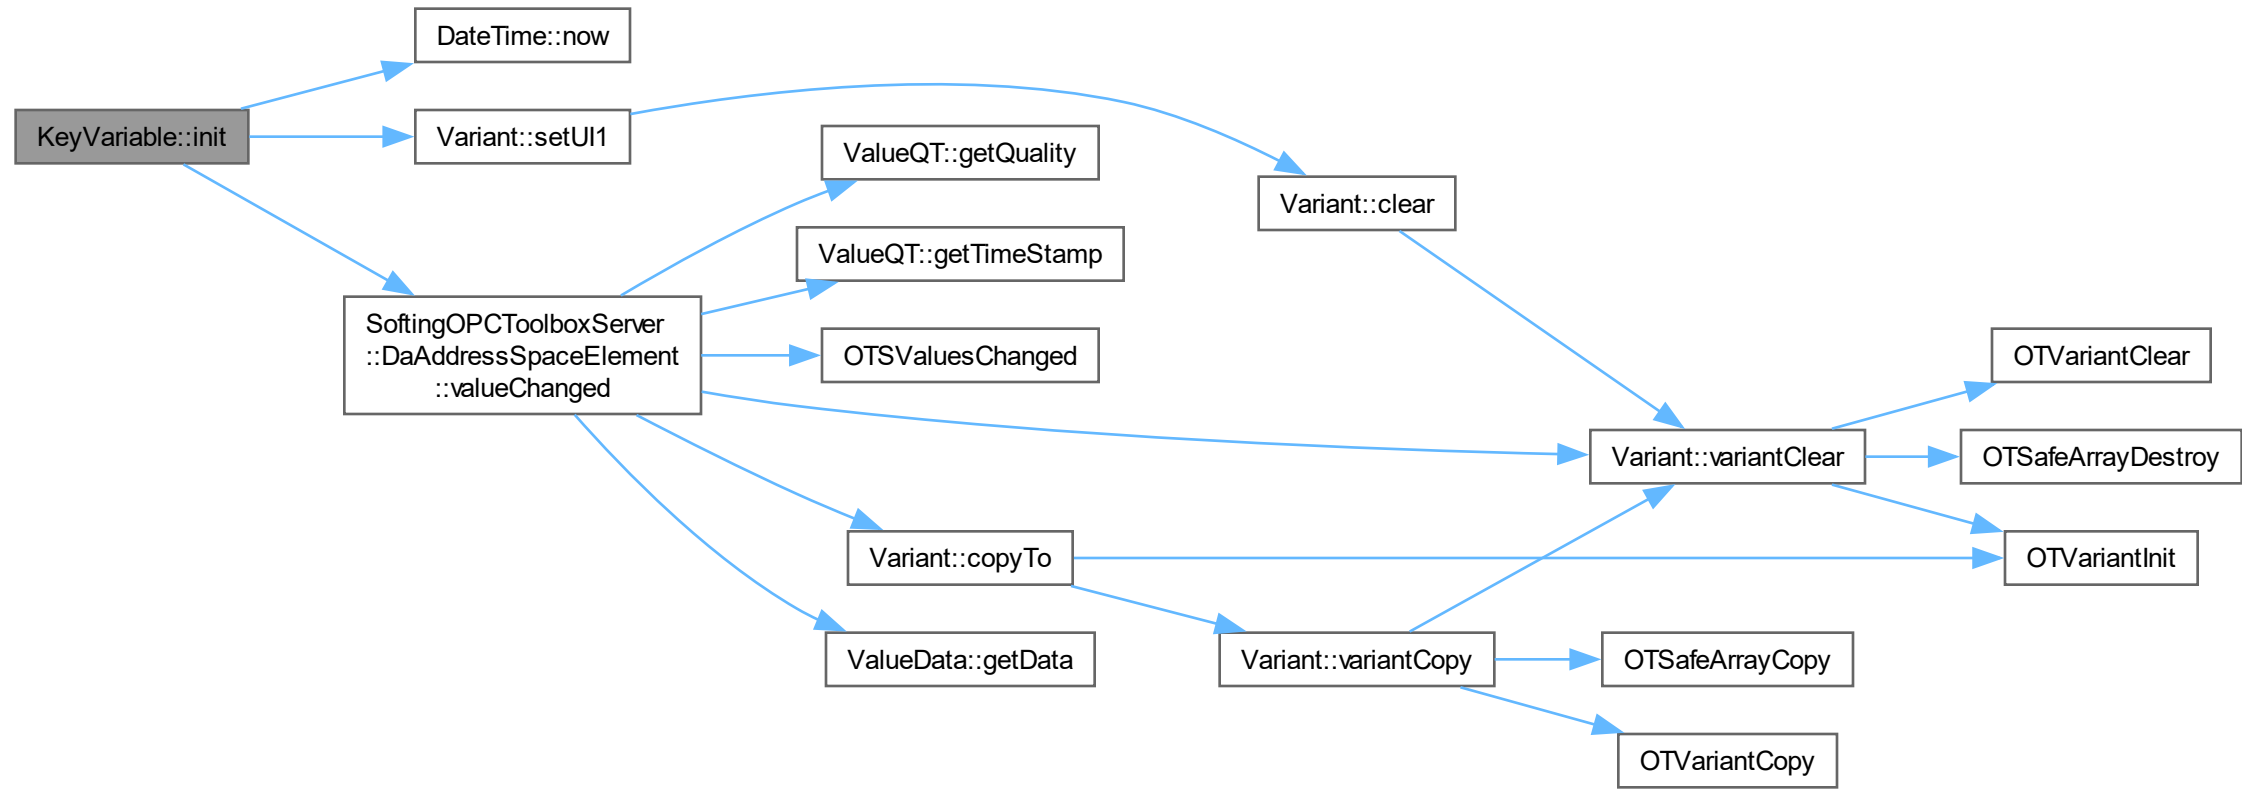 DateTime::now
KeyVariable::init
Variant::setUI1
ValueQT::getQuality
Variant::clear
ValueQT::getTimeStamp
SoftingOPCToolboxServer
::DaAddressSpaceElement
::valueChanged
OTSValuesChanged
OTVariantClear
Variant::variantClear
OTSafeArrayDestroy
Variant::copyTo
OTVariantInit
ValueData::getData
Variant::variantCopy
OTSafeArrayCopy
OTVariantCopy